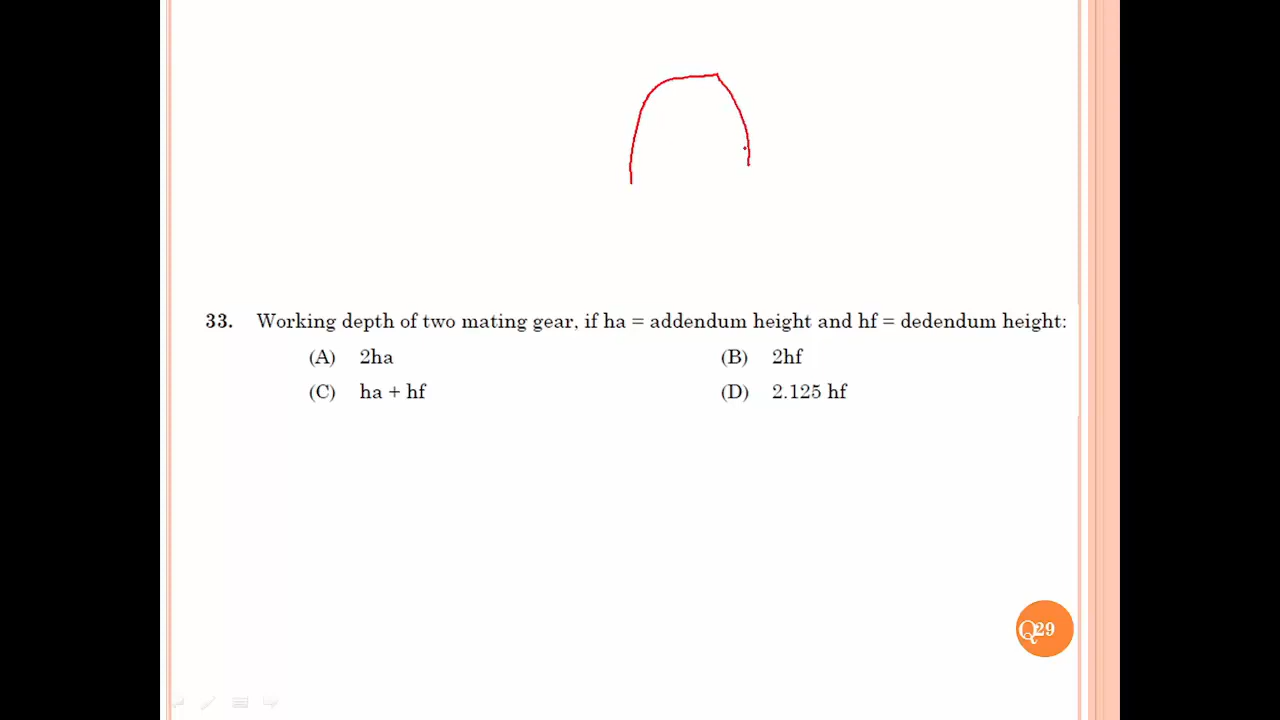 33. Working depth of two mating gear, if ha = addendum height and hf = dedendum height:
(A) 2ha (B) 2hf
(C) ha + hf (D) 2.125 hf
Q29